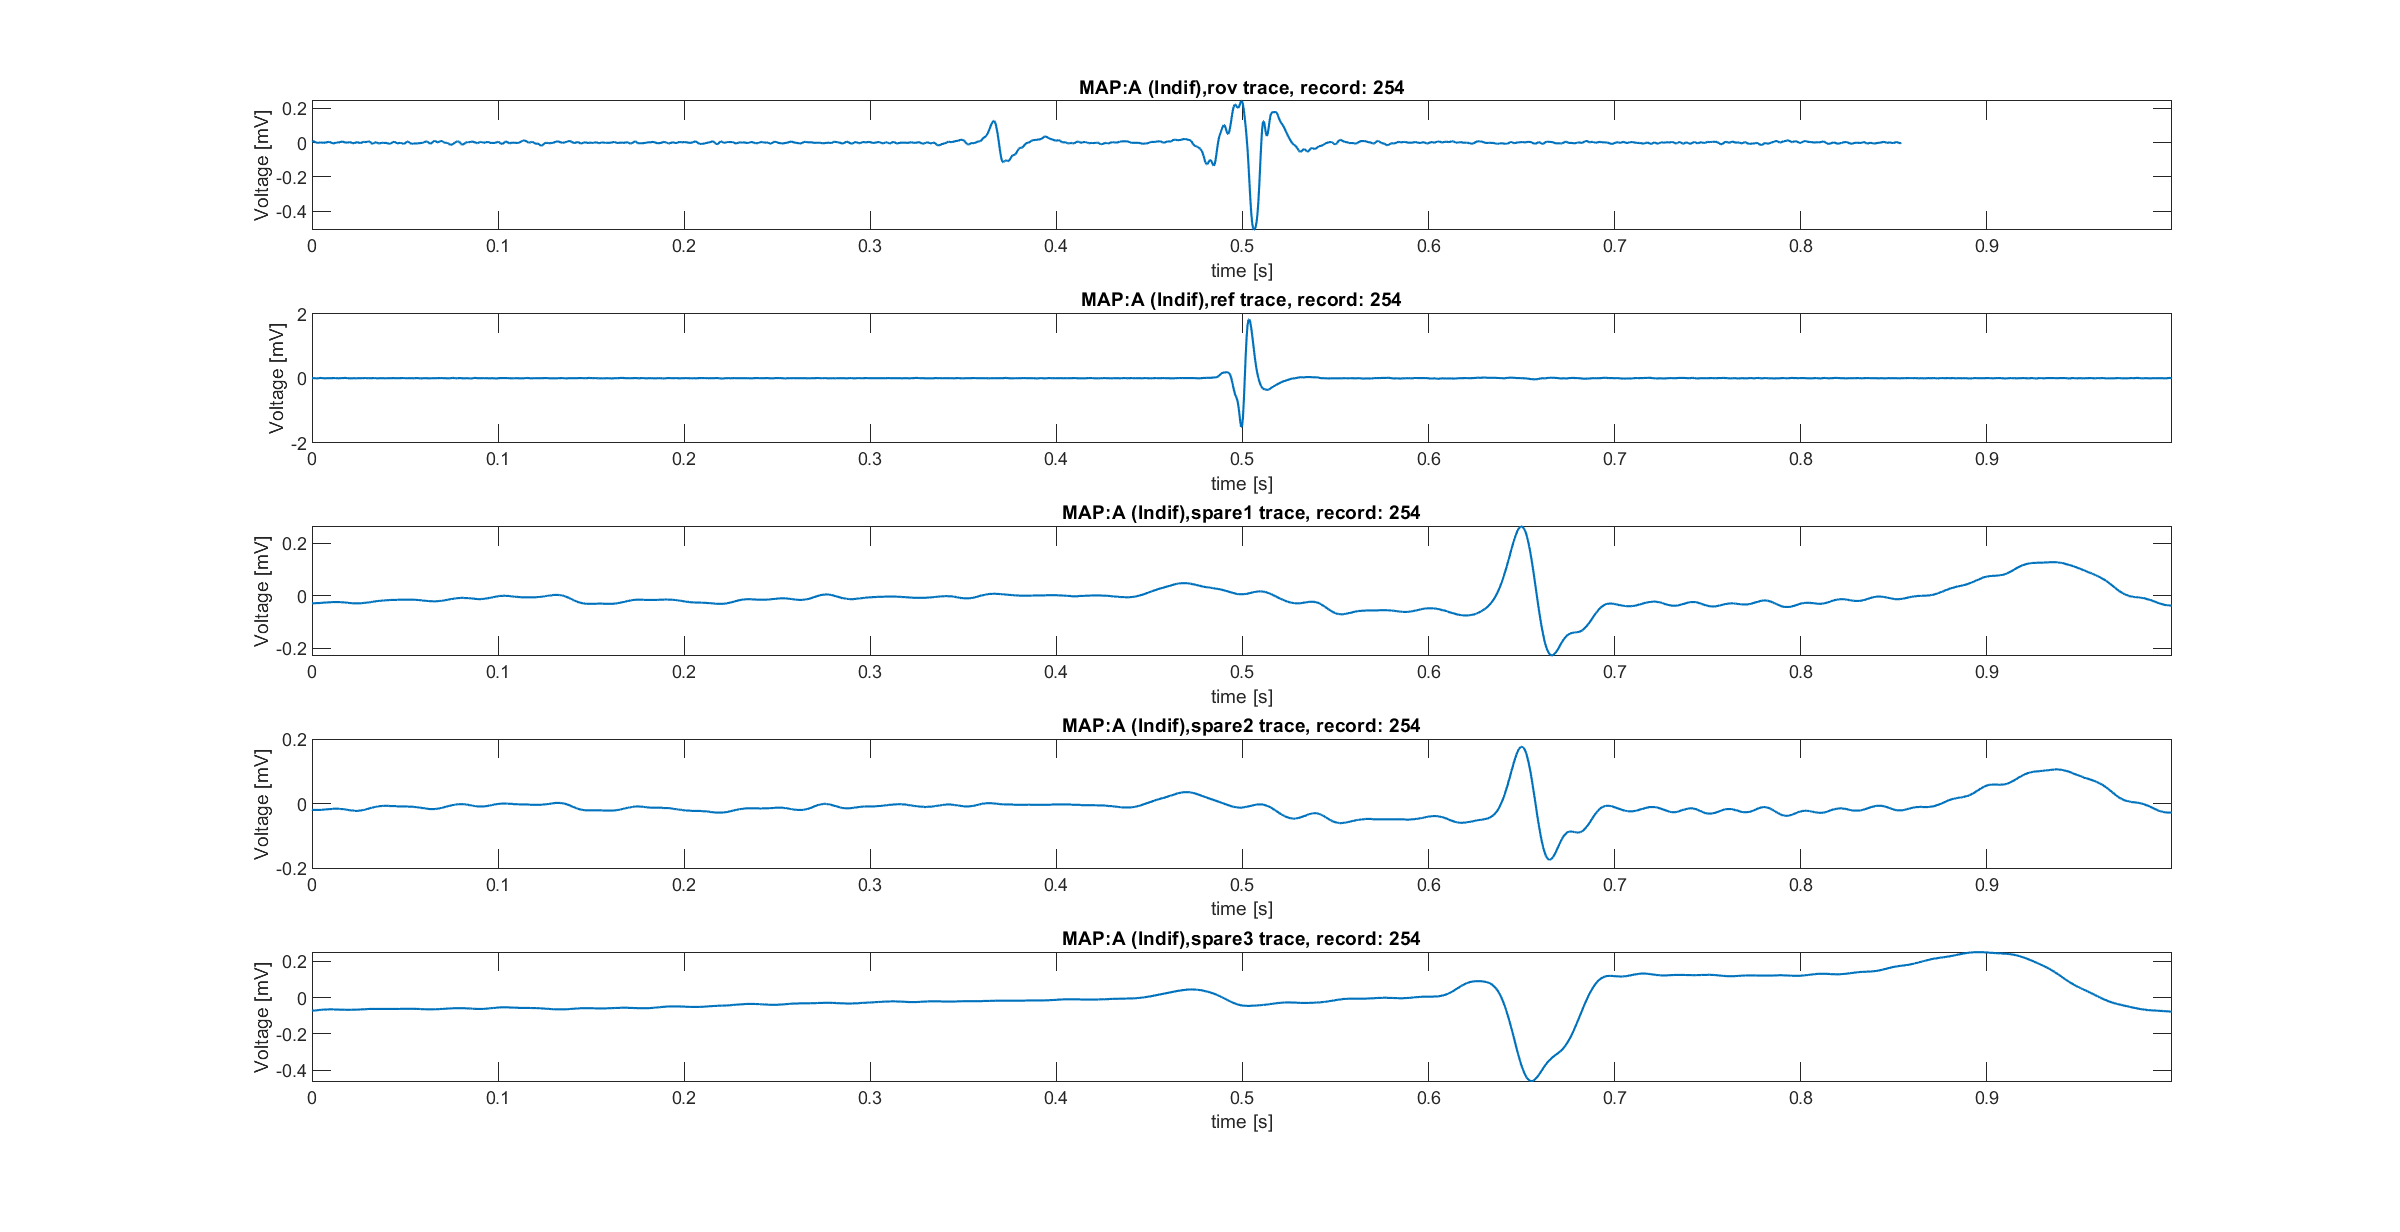 MAP:A (Indif),rov trace, record: 254
Voltage [mV]
0.2
0
-0.2
-0.4
0 0.1 0.2 0.3 0.4 0.5 0.6 0.7 0.8 0.9
time [s]
MAP:A (Indif),ref trace, record: 254
Voltage [mV]
2
0
-2
0 0.1 0.2 0.3 0.4 0.5 0.6 0.7 0.8 0.9
time [s]
MAP:A (Indif),spare1 trace, record: 254
Voltage [mV]
0.2
0
-0.2
0 0.1 0.2 0.3 0.4 0.5 0.6 0.7 0.8 0.9
time [s]
MAP:A (Indif),spare2 trace, record: 254
Voltage [mV]
0.2
0
-0.2
0 0.1 0.2 0.3 0.4 0.5 0.6 0.7 0.8 0.9
time [s]
MAP:A (Indif),spare3 trace, record: 254
Voltage [mV]
0.2
0
-0.2
-0.4
0 0.1 0.2 0.3 0.4 0.5 0.6 0.7 0.8 0.9
time [s]